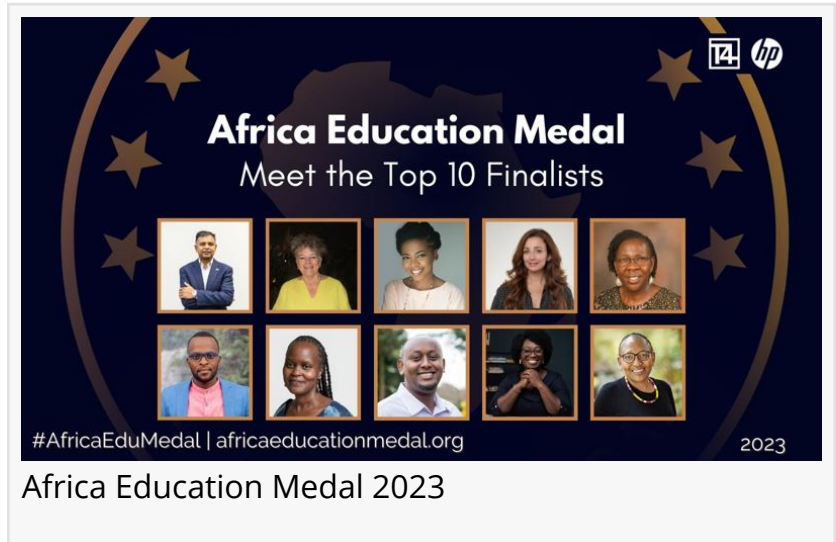 T4
hp
Africa Education Medal
Meet the Top 10 Finalists
#AfricaEduMedal | africaeducationmedal.org
2023
Africa Education Medal 2023